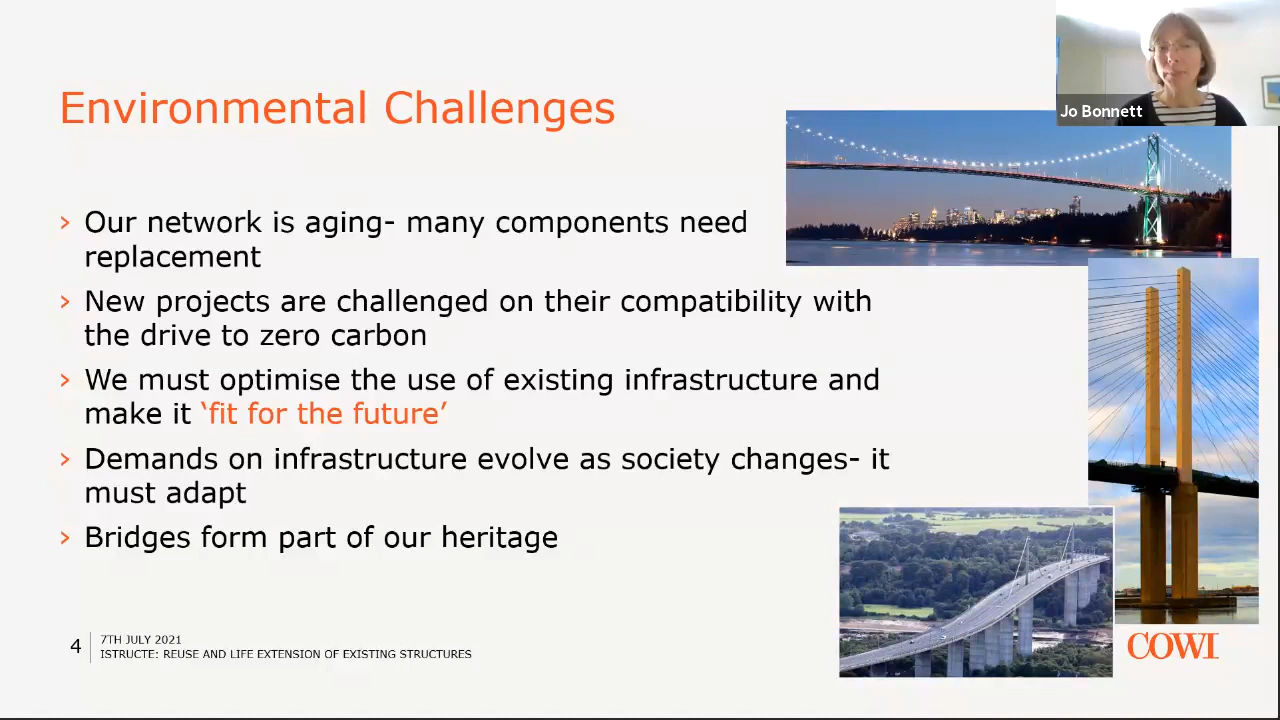 Environmental Challenges
Jo Bonnett
› Our network is aging- many components need
replacement
› New projects are challenged on their compatibility with
the drive to zero carbon
› We must optimise the use of existing infrastructure and
make it ‘fit for the future’
› Demands on infrastructure evolve as society changes- it
must adapt
› Bridges form part of our heritage
4
7TH JULY 2021
ISTRUCTE: REUSE AND LIFE EXTENSION OF EXISTING STRUCTURES
COWI